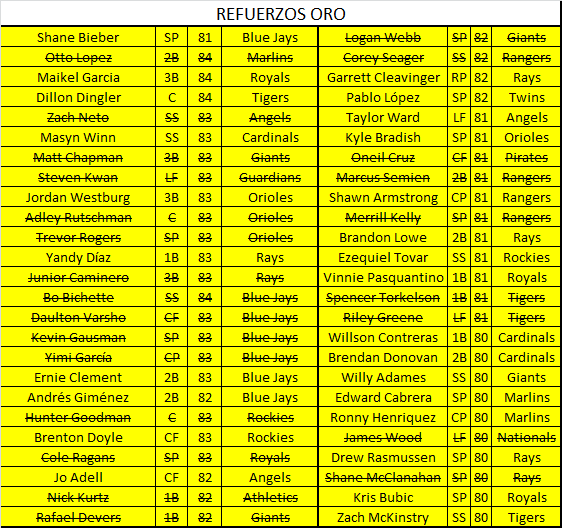 REFUERZOS ORO
Shane Bieber SP 81 Blue Jays Logan Webb SP 82 Giants
Otto Lopez 2B 84 Marlins Corey Seager SS 82 Rangers
Maikel Garcia 3B 84 Royals Garrett Cleavinger RP 82 Rays
Dillon Dingler C 84 Tigers Pablo López SP 82 Twins
Zach Neto SS 83 Angels Taylor Ward LF 81 Angels
Masyn Winn SS 83 Cardinals Kyle Bradish SP 81 Orioles
Matt Chapman 3B 83 Giants Oneil Cruz CF 81 Pirates
Steven Kwan LF 83 Guardians Marcus Semien 2B 81 Rangers
Jordan Westburg 3B 83 Orioles Shawn Armstrong CP 81 Rangers
Adley Rutschman C 83 Orioles Merrill Kelly SP 81 Rangers
Trevor Rogers SP 83 Orioles Brandon Lowe 2B 81 Rays
Yandy Díaz 1B 83 Rays Ezequiel Tovar SS 81 Rockies
Junior Caminero 3B 83 Rays Vinnie Pasquantino 1B 81 Royals
Bo Bichette SS 84 Blue Jays Spencer Torkelson 1B 81 Tigers
Daulton Varsho CF 83 Blue Jays Riley Greene LF 81 Tigers
Kevin Gausman SP 83 Blue Jays Willson Contreras 1B 80 Cardinals
Yimi García CP 83 Blue Jays Brendan Donovan 2B 80 Cardinals
Ernie Clement 2B 83 Blue Jays Willy Adames SS 80 Giants
Andrés Giménez 2B 82 Blue Jays Edward Cabrera SP 80 Marlins
Hunter Goodman C 83 Rockies Ronny Henriquez CP 80 Marlins
Brenton Doyle CF 83 Rockies James Wood LF 80 Nationals
Cole Ragans SP 83 Royals Drew Rasmussen SP 80 Rays
Jo Adell CF 82 Angels Shane McClanahan SP 80 Rays
Nick Kurtz 1B 82 Athletics Kris Bubic SP 80 Royals
Rafael Devers 1B 82 Giants Zach McKinstry SS 80 Tigers